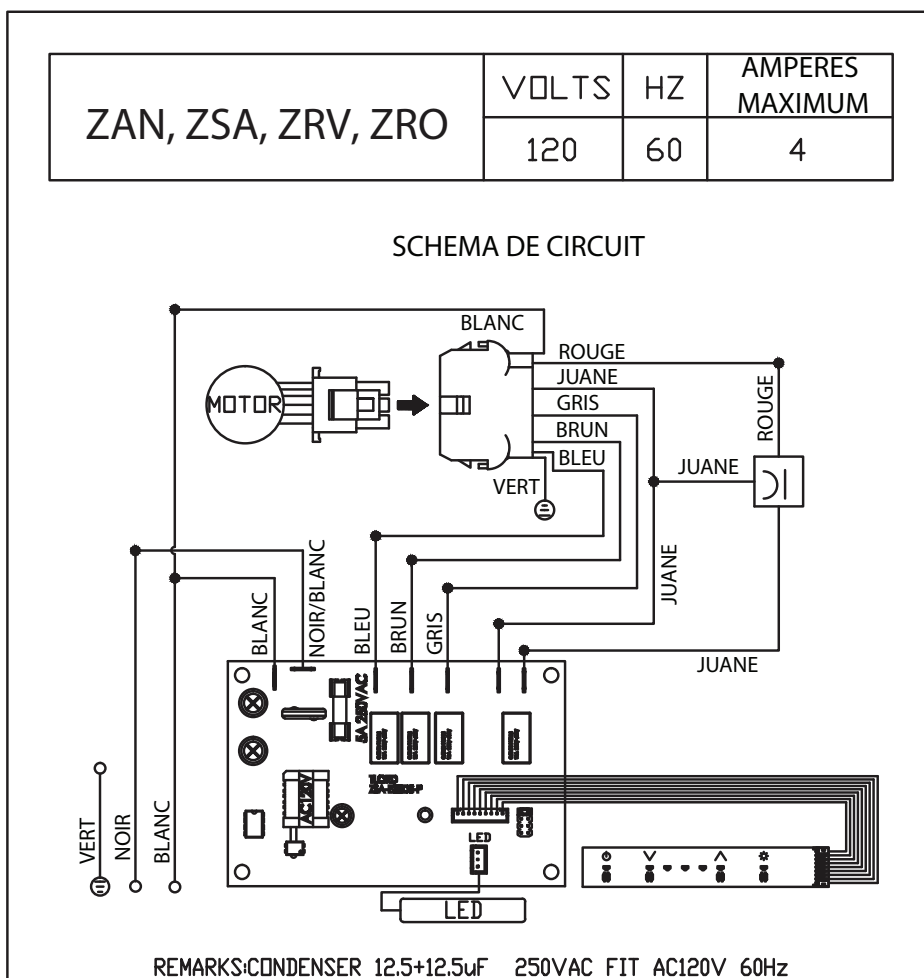 ZAN, ZSA, ZRV, ZRO
VOLTS
HZ
AMPERES
MAXIMUM
120
60
4
SCHEMA DE CIRCUIT
BLANC
ROUGE
JUANE
GRIS
BRUN
BLEU
VERT
MOTOR
ROUGE
JUANE
JUANE
JUANE
BLANC
NOIR/BLANC
BLEU
BRUN
GRIS
5A 250VAC
AC120V
LED
LED
VERT
NOIR
BLANC
REMARKS:CONDENSER 12.5+12.5uF 250VAC FIT AC120V 60Hz